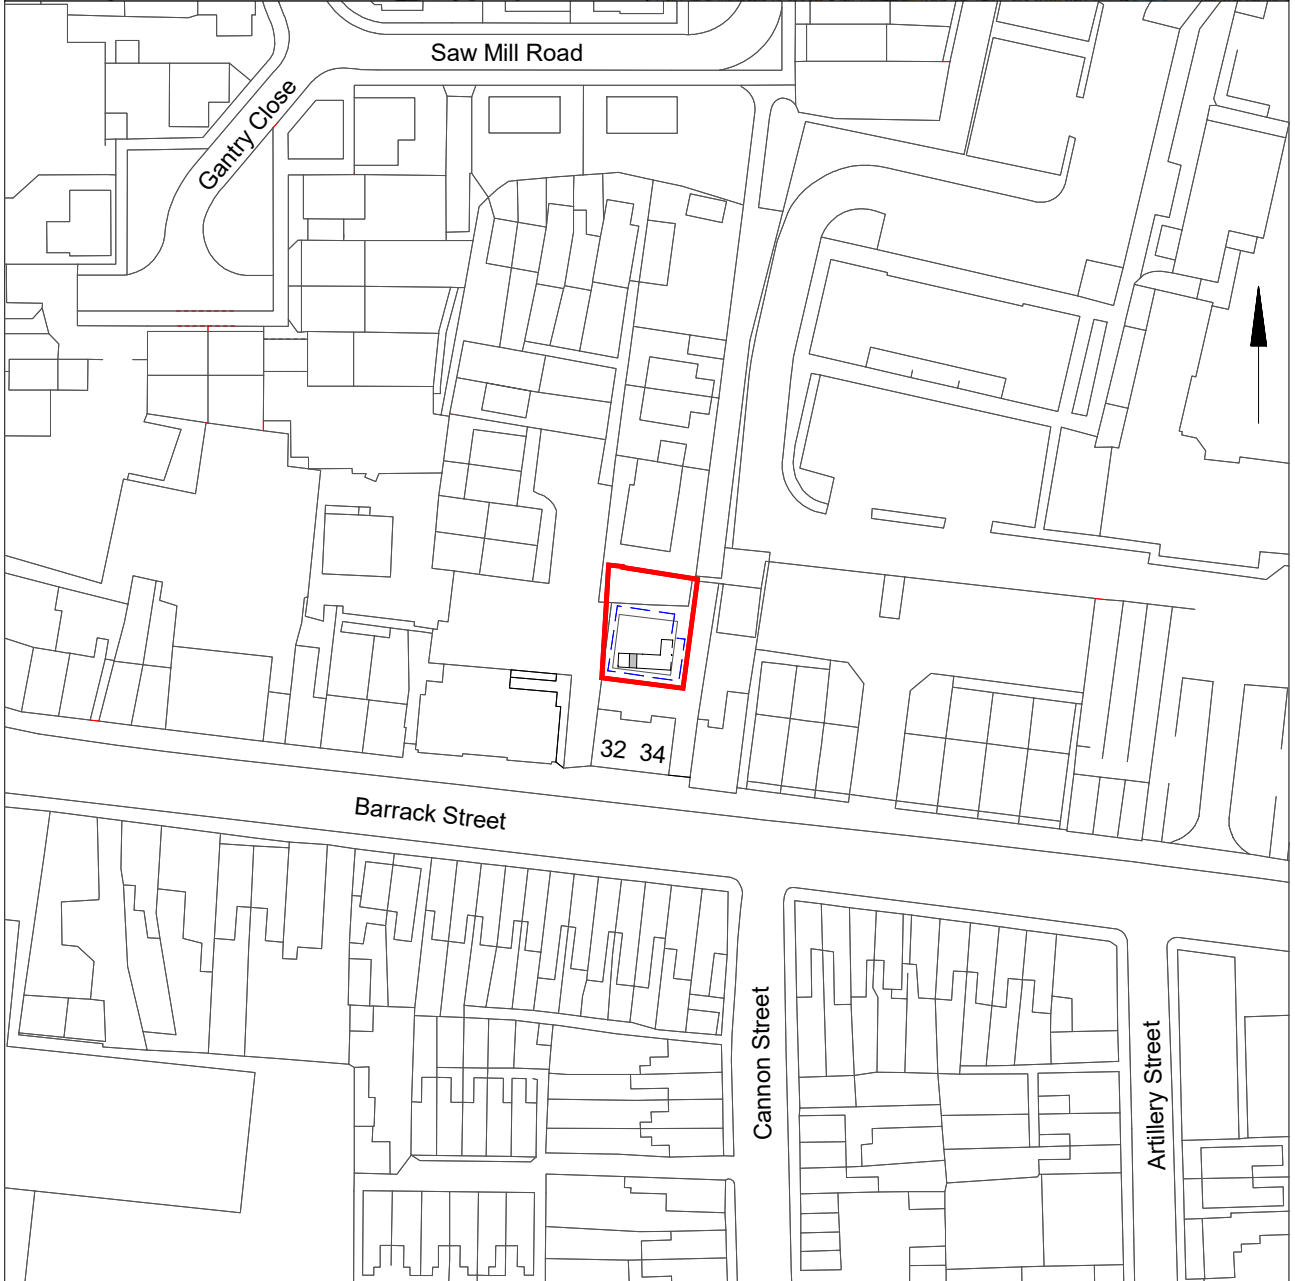 Saw Mill Road
Gantry Close
32 34
Barrack Street
Cannon Street
Artillery Street